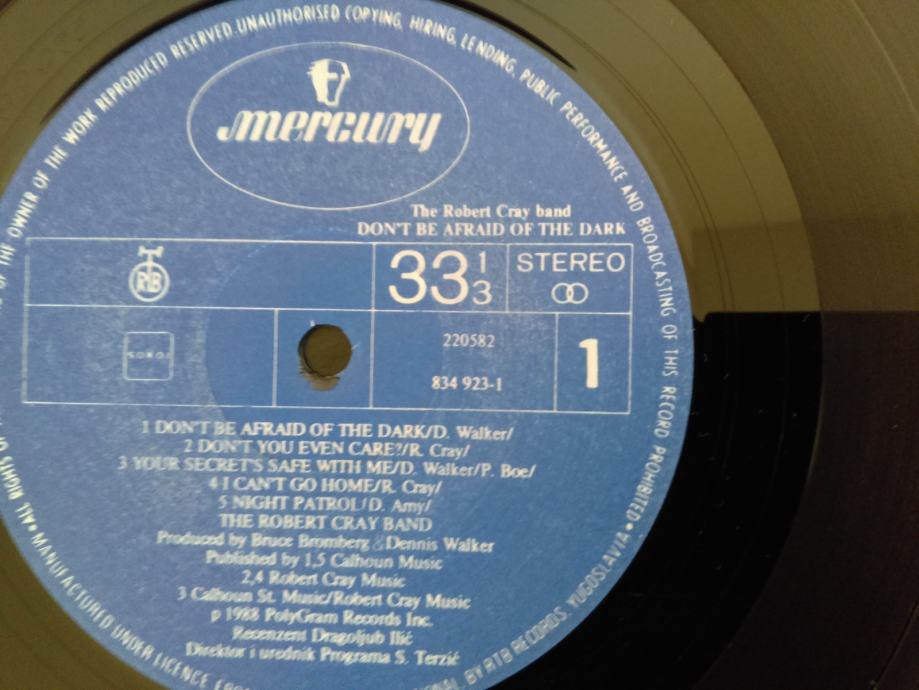 OF THE OWNER OF THE WORK REPRODUCED RESERVED. UNAUTHORISED COPYING, HIRING, LENDING, PUBLIC PERFORMANCE AND BROADCASTING OF THIS RECORD PROHIBITED •
mercury
The Robert Cray band
DON'T BE AFRAID OF THE DARK
RTB
33 1/3
STEREO
SOKOJ
220582
834 923-1
1
1 DON'T BE AFRAID OF THE DARK/D. Walker/
2 DON'T YOU EVEN CARE?/R. Cray/
3 YOUR SECRET'S SAFE WITH ME/D. Walker/P. Boe/
4 I CAN'T GO HOME/R. Cray/
5 NIGHT PATROL/D. Amy/
THE ROBERT CRAY BAND
Produced by Bruce Bromberg & Dennis Walker
Published by 1,5 Calhoun Music
2,4 Robert Cray Music
3 Calhoun St. Music/Robert Cray Music
p 1988 PolyGram Records Inc.
Recenzent Dragoljub Ilić
Direktor i urednik Programa S. Terzić
• ALL RIGHTS OF
• MANUFACTURED UNDER LICENCE
BY RTB RECORDS, YUGOSLAVIA •